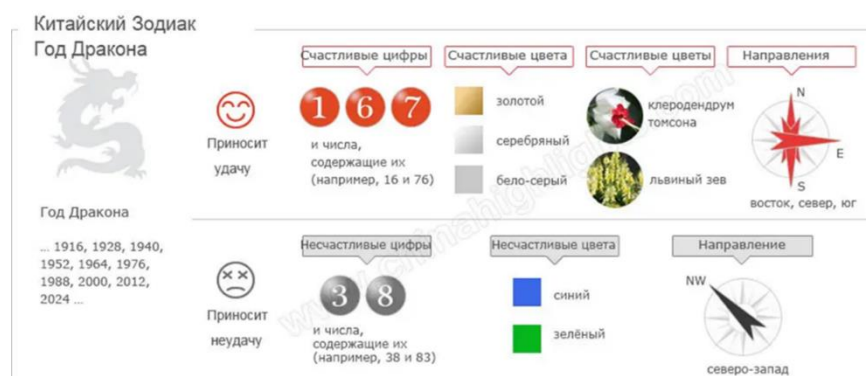 Китайский Зодиак
Год Дракона
Счастливые цифры
Счастливые цвета
Счастливые цветы
Направления
1 6 7
золотой
клеродендрум
томсона
N
E
S
Приносит
удачу
и числа,
содержащие их
(например, 16 и 76)
серебряный
бело-серый
львиный зев
восток, север, юг
Год Дракона
... 1916, 1928, 1940,
1952, 1964, 1976,
1988, 2000, 2012,
2024 ...
Несчастливые цифры
Несчастливые цвета
Направление
3 8
синий
NW
Приносит
неудачу
и числа,
содержащие их
(например, 38 и 83)
зелёный
северо-запад